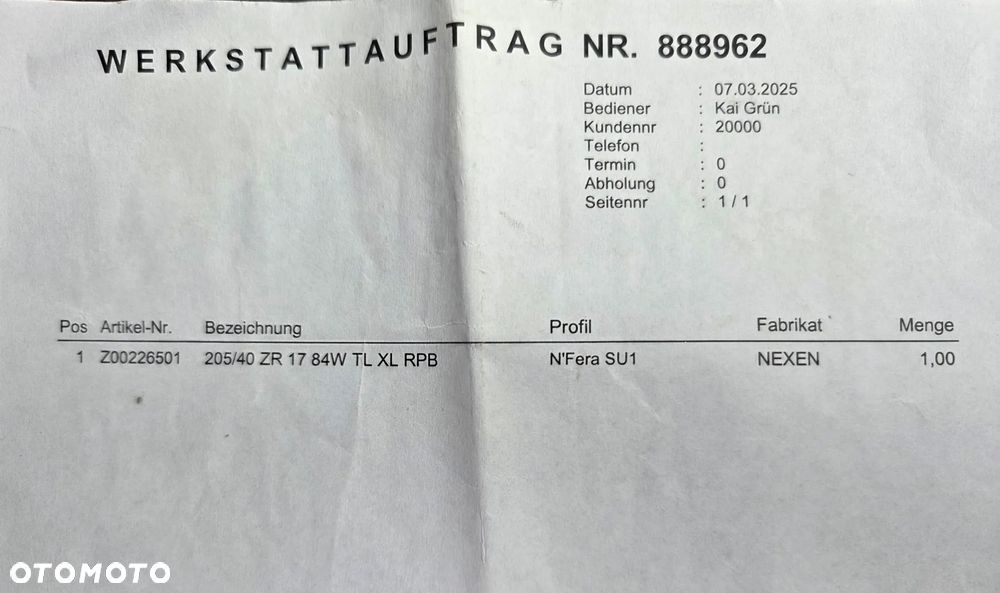 WERKSTATTAUFTRAG NR. 888962
Datum : 07.03.2025
Bediener : Kai Grün
Kundennr : 20000
Telefon :
Termin : 0
Abholung : 0
Seitennr : 1 / 1
Pos Artikel-Nr. Bezeichnung Profil Fabrikat Menge
1 Z00226501 205/40 ZR 17 84W TL XL RPB N'Fera SU1 NEXEN 1,00
OTOMOTO